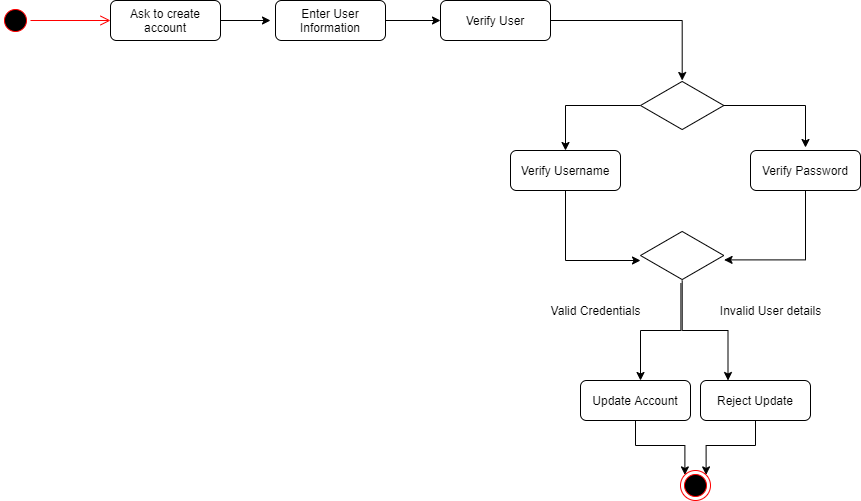 Ask to create
account
Enter User
Information
Verify User
Verify Username
Verify Password
Valid Credentials
Invalid User details
Update Account
Reject Update